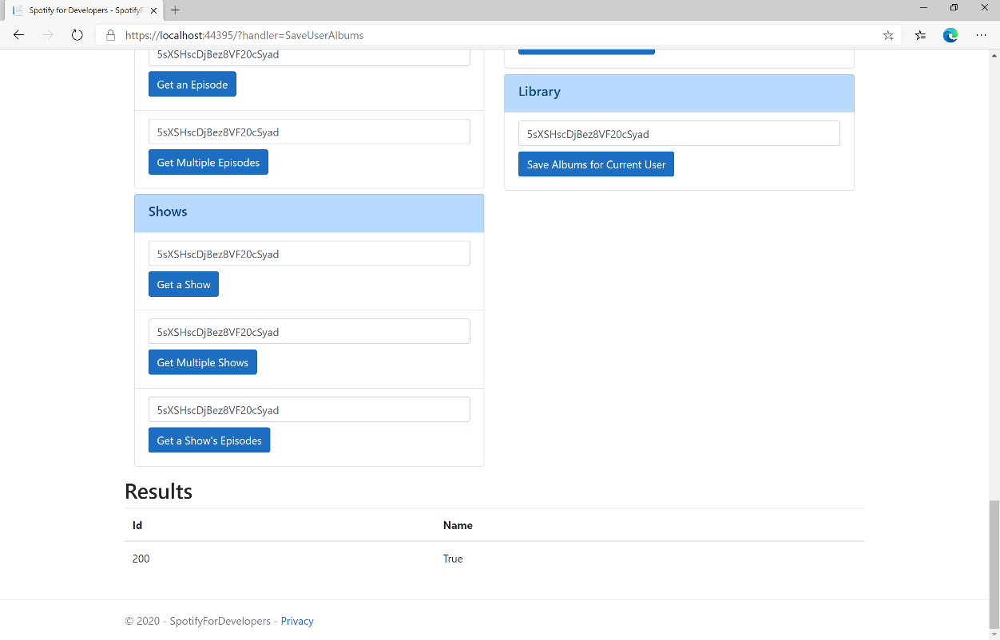 Spotify for Developers - SpotifyF
https://localhost:44395/?handler=SaveUserAlbums
5sXSHscDjBez8VF20cSyad
Get an Episode
5sXSHscDjBez8VF20cSyad
Get Multiple Episodes
Shows
5sXSHscDjBez8VF20cSyad
Get a Show
5sXSHscDjBez8VF20cSyad
Get Multiple Shows
5sXSHscDjBez8VF20cSyad
Get a Show's Episodes
Library
5sXSHscDjBez8VF20cSyad
Save Albums for Current User
Results
Id Name
200 True
© 2020 - SpotifyForDevelopers - Privacy